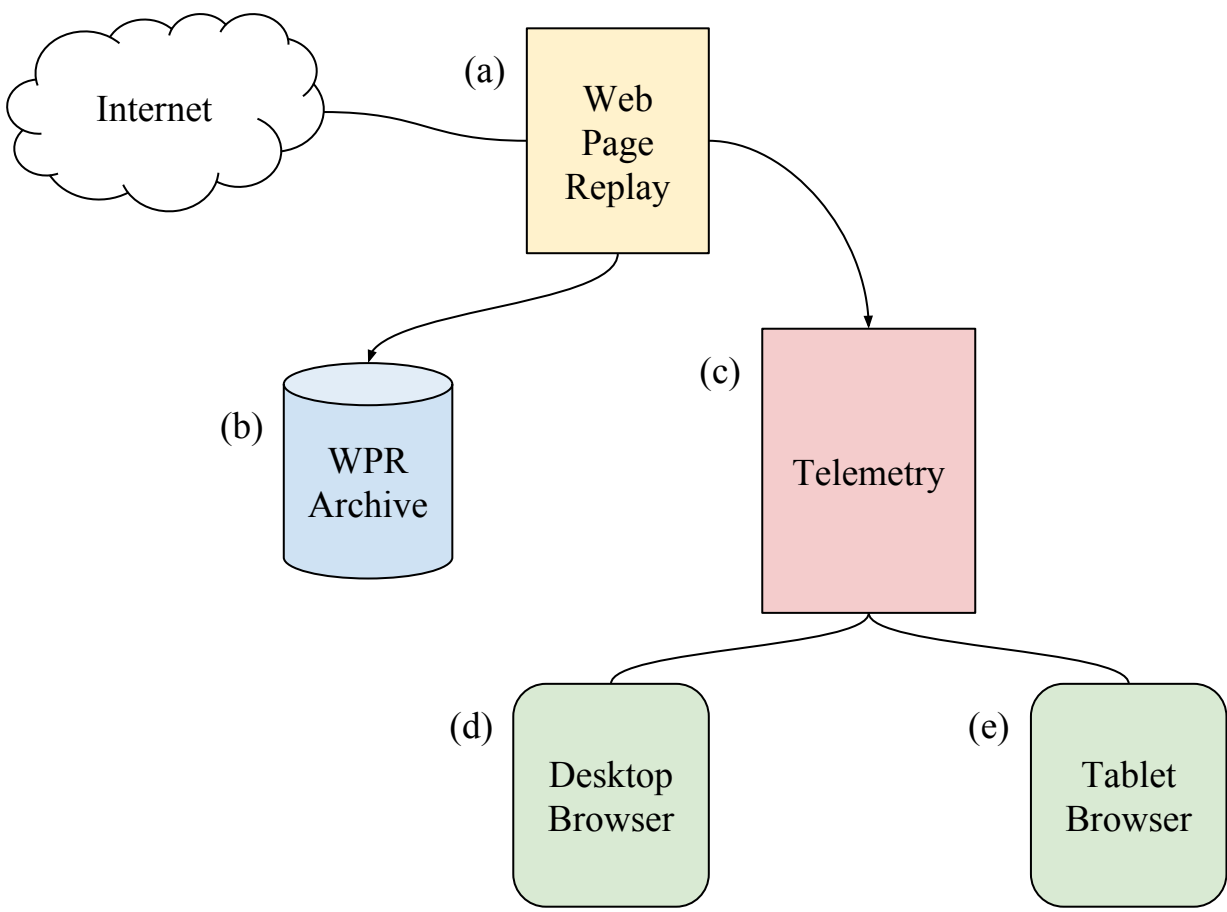 Internet
(a)
Web
Page
Replay
(b)
WPR
Archive
(c)
Telemetry
(d)
Desktop
Browser
(e)
Tablet
Browser